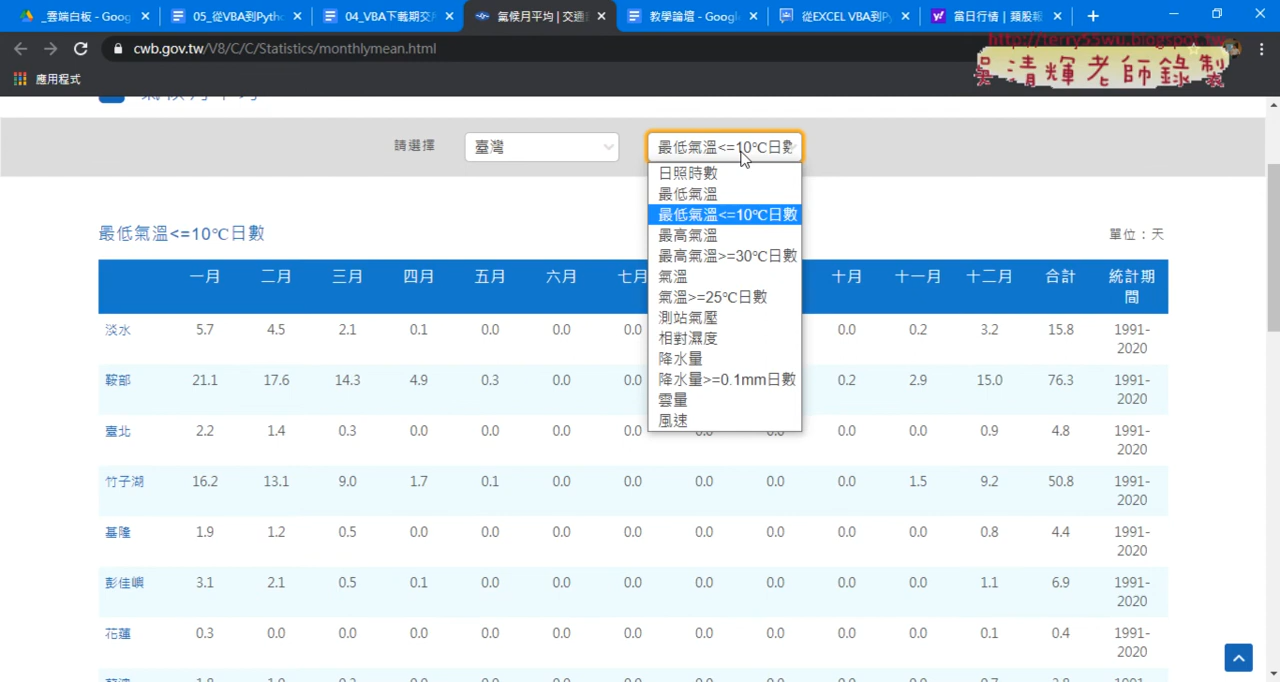 _雲端白板 - Goog
05_從VBA到Pyth
04_VBA下載期交
氣候月平均 | 交通
教學論壇 - Google
從EXCEL VBA到P
當日行情 | 類股報
cwb.gov.tw/V8/C/C/Statistics/monthlymean.html
http://terry55wu.blogspot.tw
吳清輝老師錄製
應用程式
氣候月平均
請選擇
臺灣
最低氣溫<=10℃日數
日照時數
最低氣溫
最低氣溫<=10℃日數
最高氣溫
最高氣溫>=30℃日數
氣溫
氣溫>=25℃日數
測站氣壓
相對濕度
降水量
降水量>=0.1mm日數
雲量
風速
最低氣溫<=10℃日數
單位：天
一月 二月 三月 四月 五月 六月 七月 十月 十一月 十二月 合計 統計期間
淡水 5.7 4.5 2.1 0.1 0.0 0.0 0.0 0.0 0.2 3.2 15.8 1991-2020
鞍部 21.1 17.6 14.3 4.9 0.3 0.0 0.0 0.2 2.9 15.0 76.3 1991-2020
臺北 2.2 1.4 0.3 0.0 0.0 0.0 0.0 0.0 0.0 0.0 0.0 0.9 4.8 1991-2020
竹子湖 16.2 13.1 9.0 1.7 0.1 0.0 0.0 0.0 0.0 0.0 1.5 9.2 50.8 1991-2020
基隆 1.9 1.2 0.5 0.0 0.0 0.0 0.0 0.0 0.0 0.0 0.0 0.8 4.4 1991-2020
彭佳嶼 3.1 2.1 0.5 0.1 0.0 0.0 0.0 0.0 0.0 0.0 0.0 1.1 6.9 1991-2020
花蓮 0.3 0.0 0.0 0.0 0.0 0.0 0.0 0.0 0.0 0.0 0.0 0.1 0.4 1991-2020